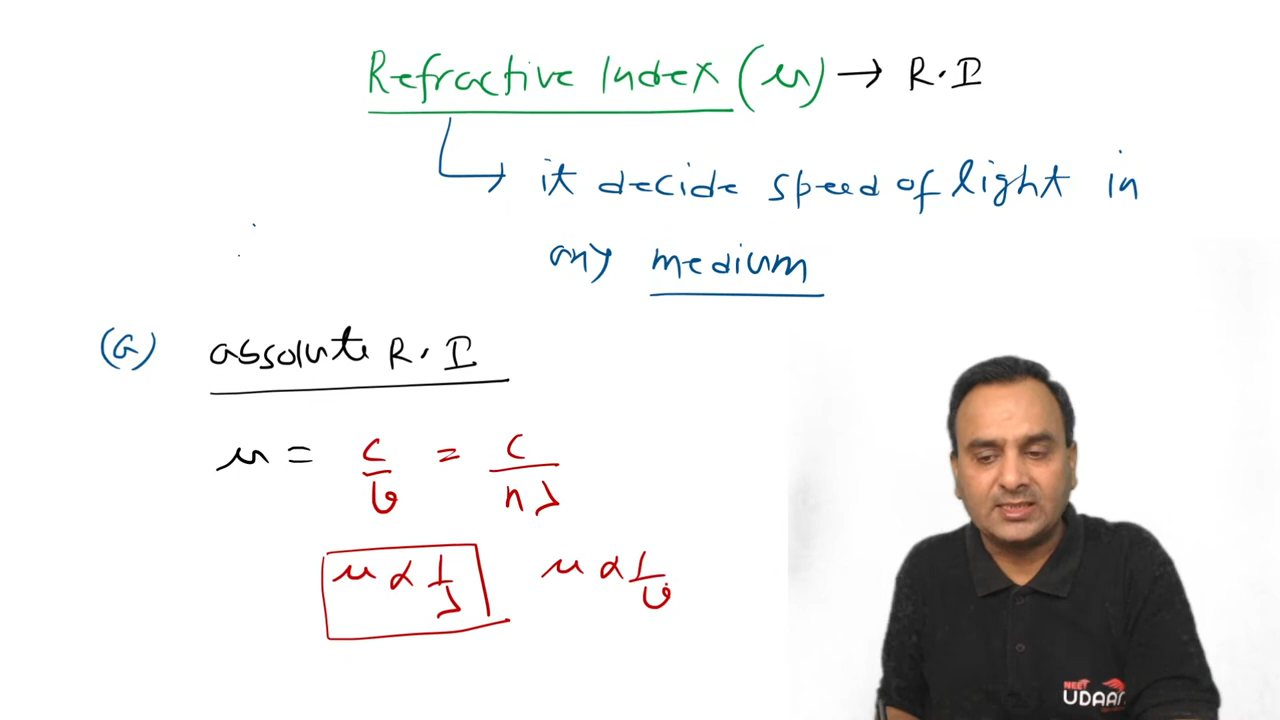 Refractive Index (μ) → R.I
it decide speed of light in
any medium
(a) absolute R.I
μ = c/v = c/nλ
μ ∝ 1/λ μ ∝ 1/v
NEET
UDAAN